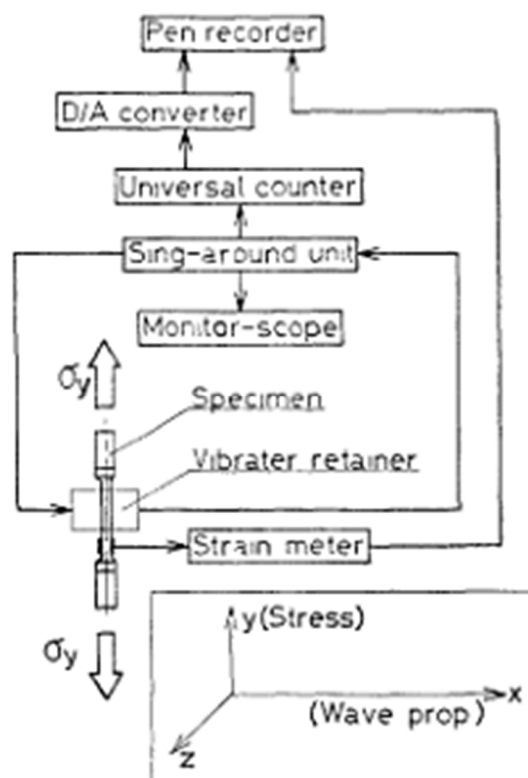 Pen recorder
D/A converter
Universal counter
Sing-around unit
Monitor-scope
σy
Specimen
Vibrater retainer
Strain meter
σy
y(Stress)
x
(Wave prop)
z